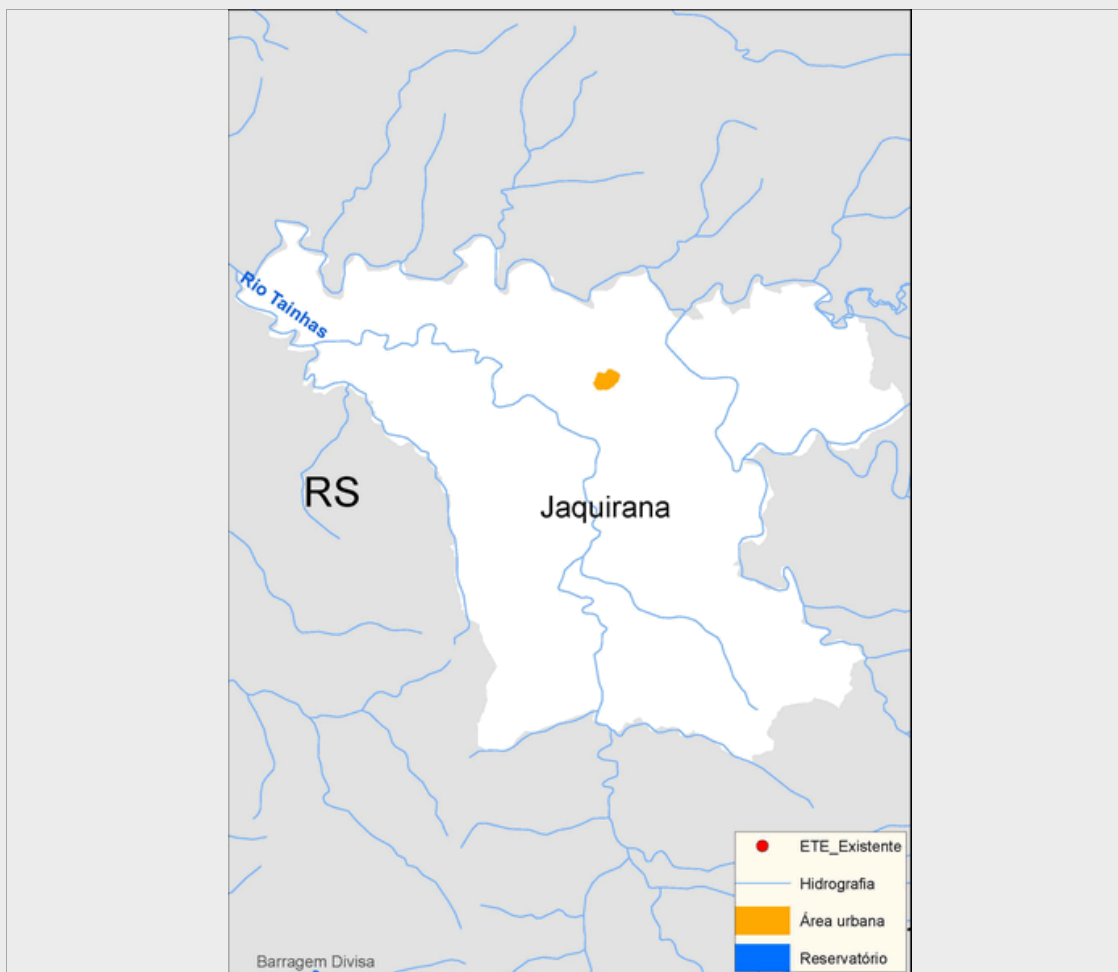 Rio Tainhas
RS
Jaquirana
ETE_Existente
Hidrografia
Área urbana
Reservatório
Barragem Divisa